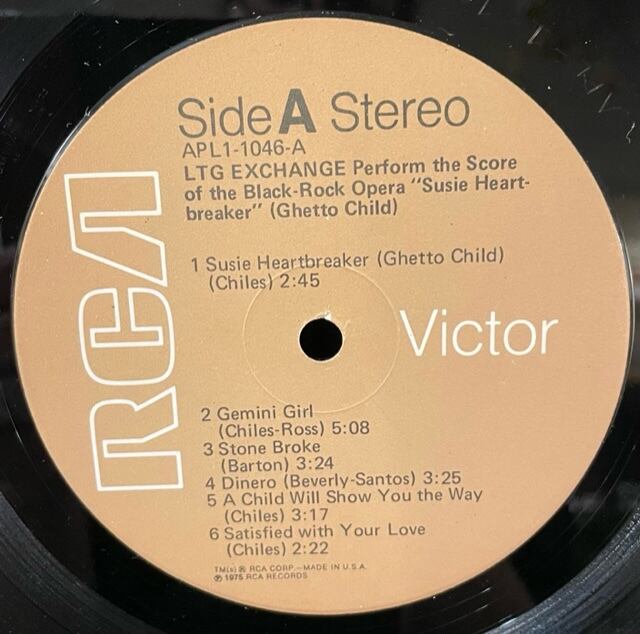 Side A Stereo
APL1-1046-A
LTG EXCHANGE Perform the Score
of the Black-Rock Opera "Susie Heart-
breaker" (Ghetto Child)
1 Susie Heartbreaker (Ghetto Child)
(Chiles) 2:45
RCA
Victor
2 Gemini Girl
(Chiles-Ross) 5:08
3 Stone Broke
(Barton) 3:24
4 Dinero (Beverly-Santos) 3:25
5 A Child Will Show You the Way
(Chiles) 3:17
6 Satisfied with Your Love
(Chiles) 2:22
TM(s) ® RCA CORP.—MADE IN U.S.A.
℗ 1975 RCA RECORDS